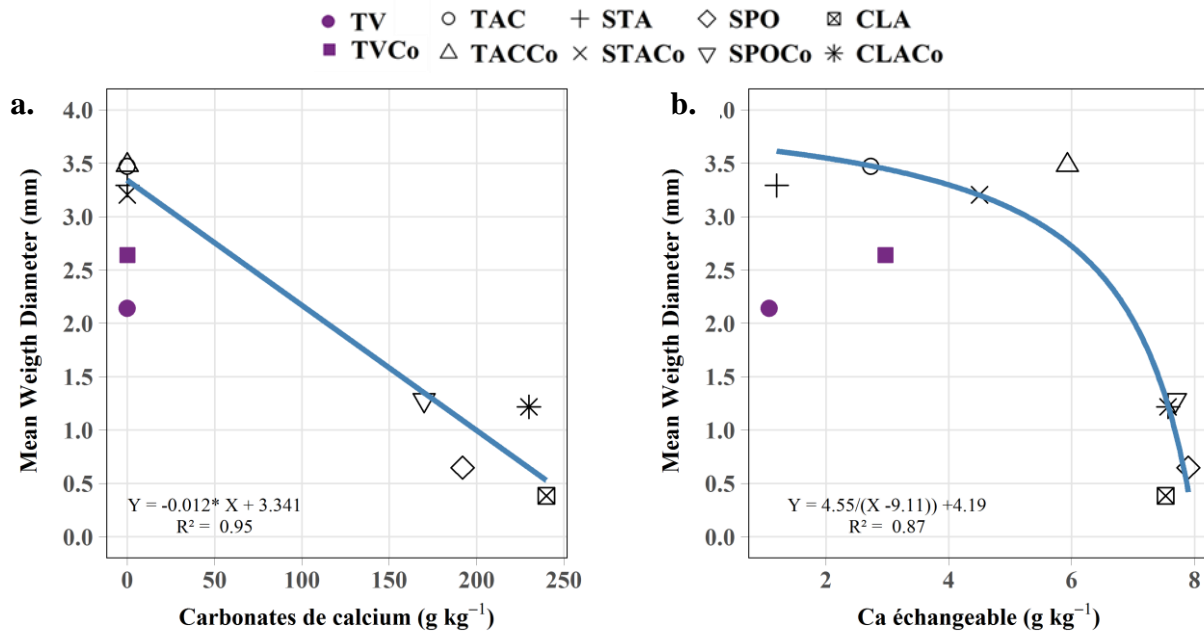 TV TAC STA SPO CLA
TVCo TACCo STACo SPOCo CLACo
a.
4.0
3.5
3.0
2.5
2.0
1.5
1.0
0.5
0.0
Mean Weigth Diameter (mm)
Y = -0.012* X + 3.341
R² = 0.95
0 50 100 150 200 250
Carbonates de calcium (g kg⁻¹)
b.
.0
3.5
3.0
2.5
2.0
1.5
1.0
0.5
0.0
Mean Weigth Diameter (mm)
Y = 4.55/(X -9.11)) +4.19
R² = 0.87
2 4 6 8
Ca échangeable (g kg⁻¹)